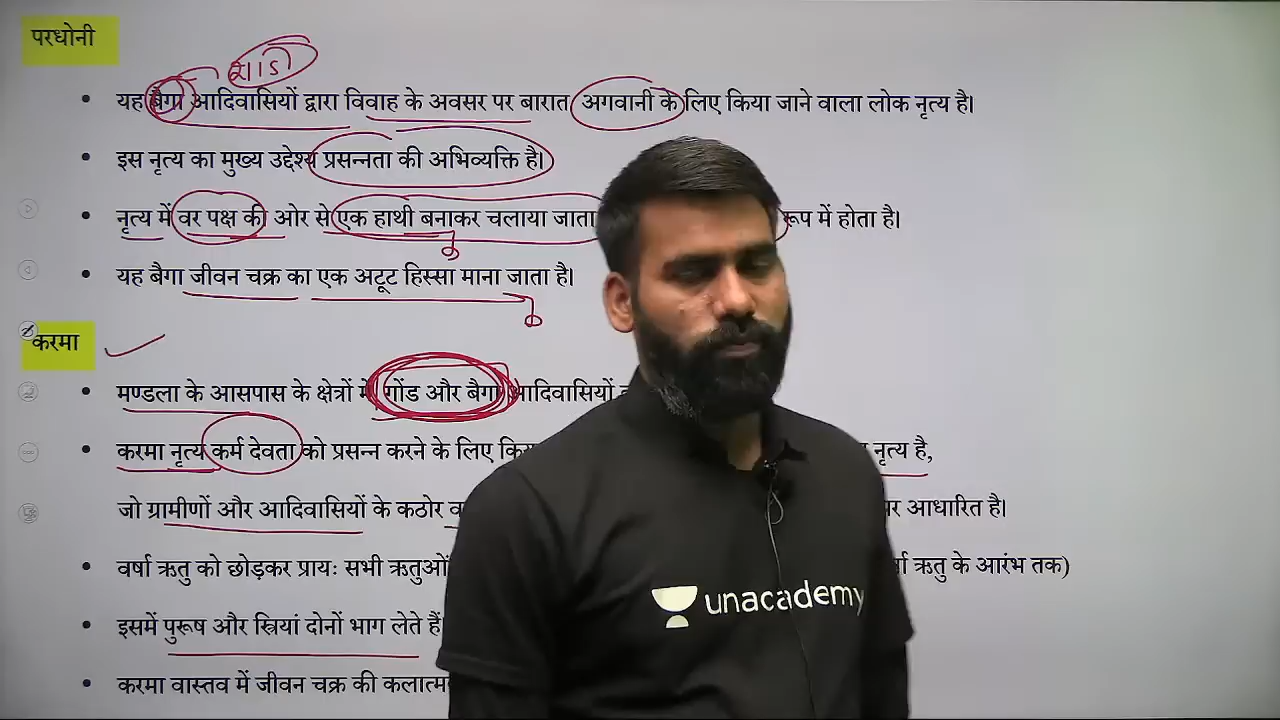 परधोनी
यह बैगा आदिवासियों द्वारा विवाह के अवसर पर बारात अगवानी के लिए किया जाने वाला लोक नृत्य है।
इस नृत्य का मुख्य उद्देश्य प्रसन्नता की अभिव्यक्ति है।
नृत्य में वर पक्ष की ओर से एक हाथी बनाकर चलाया जाता रूप में होता है।
यह बैगा जीवन चक्र का एक अटूट हिस्सा माना जाता है।
करमा
मण्डला के आसपास के क्षेत्रों में गोंड और बैगा आदिवासियों
करमा नृत्य कर्म देवता को प्रसन्न करने के लिए नृत्य है,
जो ग्रामीणों और आदिवासियों के कठोर आधारित है।
वर्षा ऋतु को छोड़कर प्रायः सभी ऋतुओं ऋतु के आरंभ तक)
इसमें पुरूष और स्त्रियां दोनों भाग लेते हैं
करमा वास्तव में जीवन चक्र की
unacademy